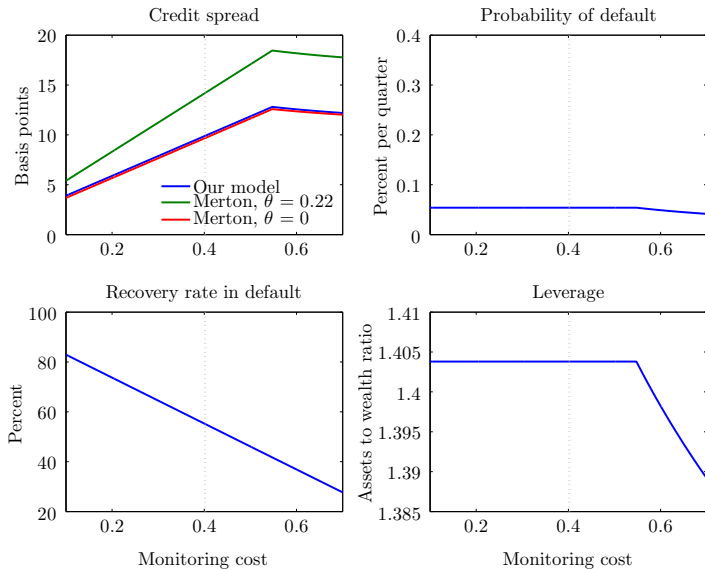 Credit spread
Basis points
20
15
10
5
0
0.2
0.4
0.6
Our model
Merton, θ = 0.22
Merton, θ = 0
Probability of default
Percent per quarter
0.4
0.3
0.2
0.1
0
0.2
0.4
0.6
Recovery rate in default
Percent
100
80
60
40
20
0.2
0.4
0.6
Monitoring cost
Leverage
Assets to wealth ratio
1.41
1.405
1.4
1.395
1.39
1.385
0.2
0.4
0.6
Monitoring cost